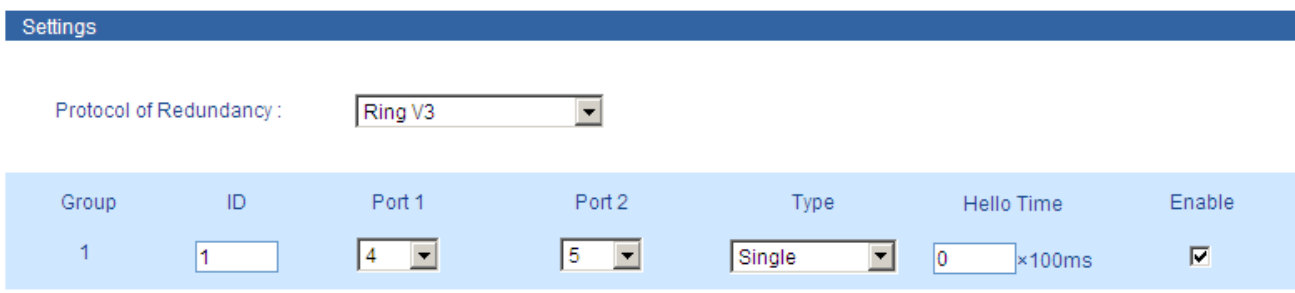 Settings
Protocol of Redundancy : Ring V3
Group ID Port 1 Port 2 Type Hello Time Enable
1 1 4 5 Single 0 ×100ms